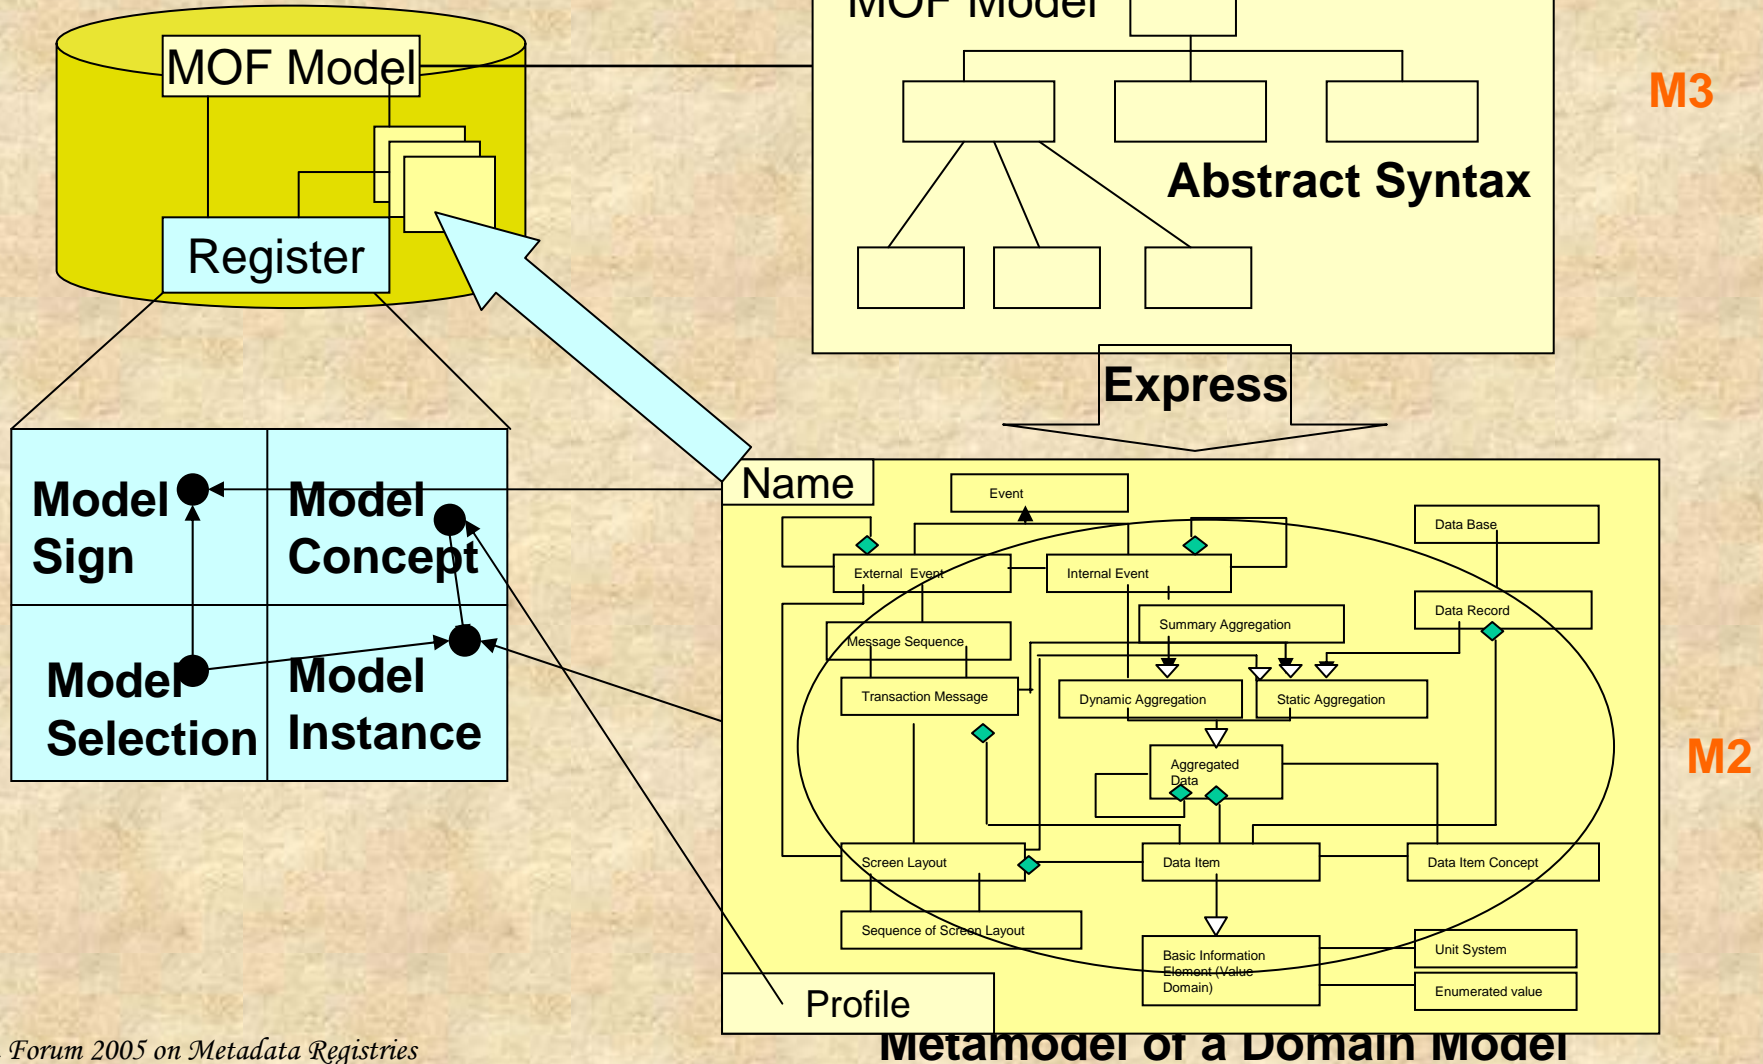 MOF Model
MOF Model
M3
Abstract Syntax
Register
Express
Model
Sign
Model
Concept
Model
Selection
Model
Instance
Name
Event
Data Base
External Event
Internal Event
Data Record
Summary Aggregation
Message Sequence
Transaction Message
Dynamic Aggregation
Static Aggregation
M2
Aggregated
Data
Screen Layout
Data Item
Data Item Concept
Sequence of Screen Layout
Basic Information
Element (Value
Domain)
Unit System
Enumerated value
Profile
Metamodel of a Domain Model
Forum 2005 on Metadata Registries